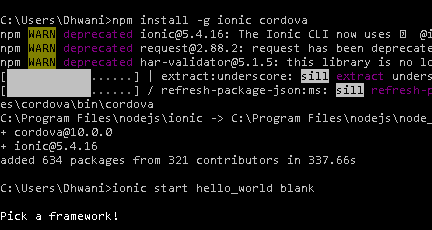 C:\Users\Dhwani>npm install -g ionic cordova
npm WARN deprecated ionic@5.4.16: The Ionic CLI now uses @i
npm WARN deprecated request@2.88.2: request has been deprecate
npm WARN deprecated har-validator@5.1.5: this library is no lo
[ ......] | extract:underscore: sill extract unders
[ ......] / refresh-package-json:ms: sill refresh-p
es\cordova\bin\cordova
C:\Program Files\nodejs\ionic -> C:\Program Files\nodejs\node_
+ cordova@10.0.0
+ ionic@5.4.16
added 634 packages from 321 contributors in 337.66s
C:\Users\Dhwani>ionic start hello_world blank
Pick a framework!